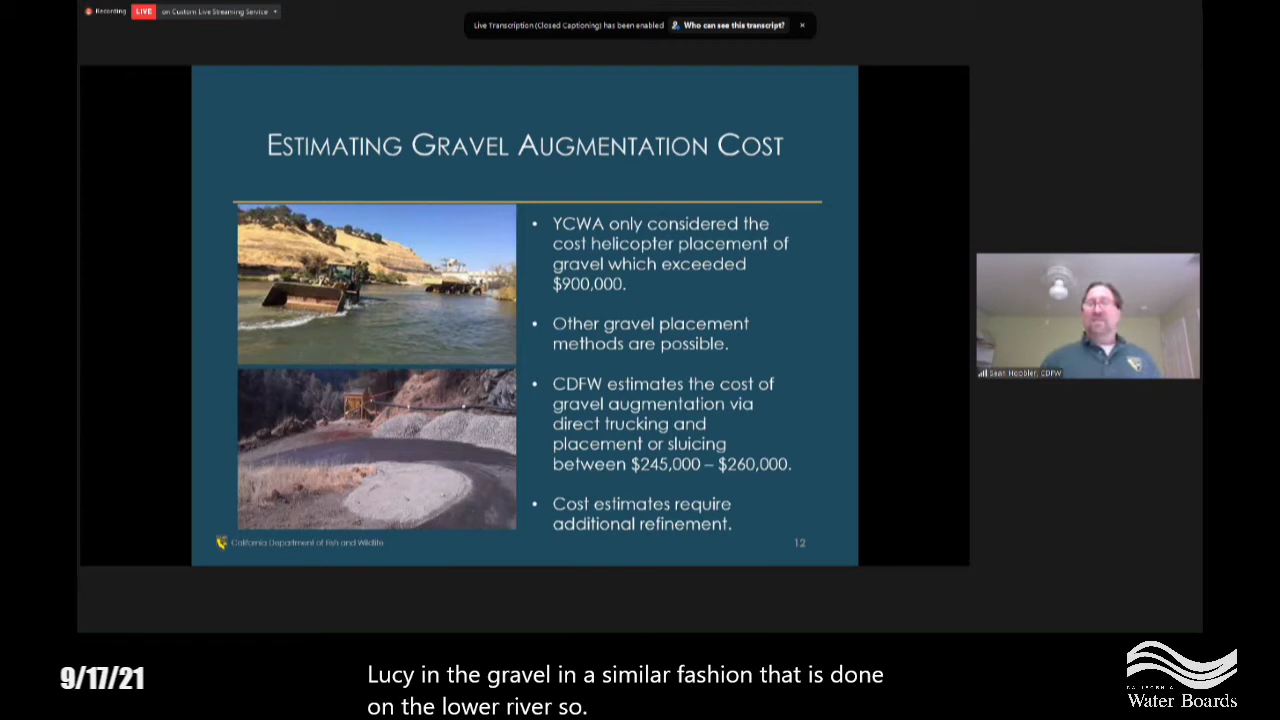 Recording
LIVE
on Custom Live Streaming Service
Live Transcription (Closed Captioning) has been enabled
Who can see this transcript?
ESTIMATING GRAVEL AUGMENTATION COST
• YCWA only considered the
cost helicopter placement of
gravel which exceeded
$900,000.
• Other gravel placement
methods are possible.
• CDFW estimates the cost of
gravel augmentation via
direct trucking and
placement or sluicing
between $245,000 – $260,000.
• Cost estimates require
additional refinement.
California Department of Fish and Wildlife
12
Sean Hoobler, CDFW
9/17/21
Lucy in the gravel in a similar fashion that is done
on the lower river so.
CALIFORNIA
Water Boards